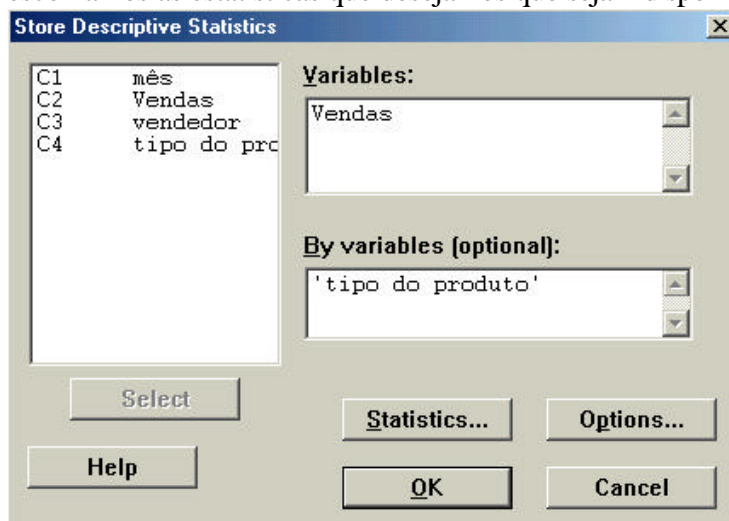 que
Store Descriptive Statistics
C1 mês
C2 Vendas
C3 vendedor
C4 tipo do pro
Variables:
Vendas
By variables (optional):
'tipo do produto'
Select
Statistics...
Options...
Help
OK
Cancel